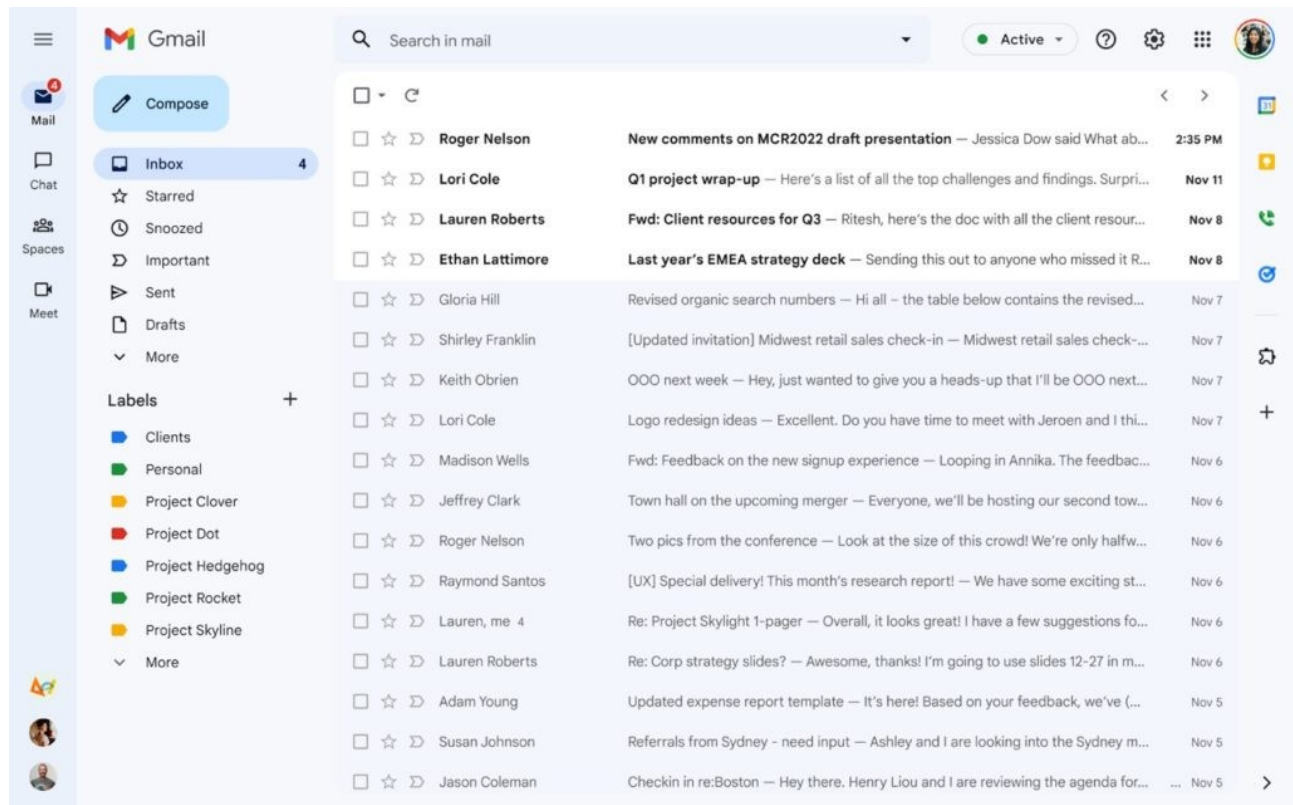 Gmail
Search in mail
Active
4
Mail
Chat
Spaces
Meet
Compose
Inbox 4
Starred
Snoozed
Important
Sent
Drafts
More
Labels
Clients
Personal
Project Clover
Project Dot
Project Hedgehog
Project Rocket
Project Skyline
More
Roger Nelson New comments on MCR2022 draft presentation — Jessica Dow said What ab... 2:35 PM
Lori Cole Q1 project wrap-up — Here's a list of all the top challenges and findings. Surpri... Nov 11
Lauren Roberts Fwd: Client resources for Q3 — Ritesh, here's the doc with all the client resour... Nov 8
Ethan Lattimore Last year's EMEA strategy deck — Sending this out to anyone who missed it R... Nov 8
Gloria Hill Revised organic search numbers — Hi all – the table below contains the revised... Nov 7
Shirley Franklin [Updated invitation] Midwest retail sales check-in — Midwest retail sales check-... Nov 7
Keith Obrien OOO next week — Hey, just wanted to give you a heads-up that I'll be OOO next... Nov 7
Lori Cole Logo redesign ideas — Excellent. Do you have time to meet with Jeroen and I thi... Nov 7
Madison Wells Fwd: Feedback on the new signup experience — Looping in Annika. The feedbac... Nov 6
Jeffrey Clark Town hall on the upcoming merger — Everyone, we'll be hosting our second tow... Nov 6
Roger Nelson Two pics from the conference — Look at the size of this crowd! We're only halfw... Nov 6
Raymond Santos [UX] Special delivery! This month's research report! — We have some exciting st... Nov 6
Lauren, me 4 Re: Project Skylight 1-pager — Overall, it looks great! I have a few suggestions fo... Nov 6
Lauren Roberts Re: Corp strategy slides? — Awesome, thanks! I'm going to use slides 12-27 in m... Nov 6
Adam Young Updated expense report template — It's here! Based on your feedback, we've (... Nov 5
Susan Johnson Referrals from Sydney - need input — Ashley and I are looking into the Sydney m... Nov 5
Jason Coleman Checkin in re:Boston — Hey there. Henry Liou and I are reviewing the agenda for... ... Nov 5
31